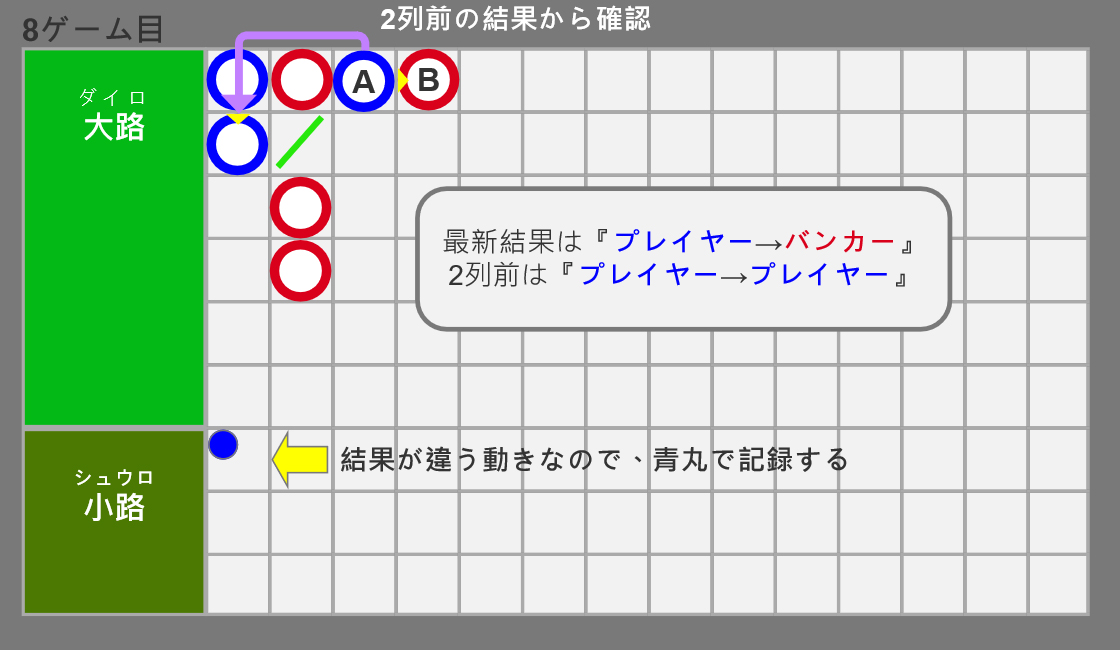 2列前の結果から確認
8ゲーム目
ダイロ
大路
A
B
最新結果は『プレイヤー→バンカー』
2列前は『プレイヤー→プレイヤー』
シュウロ
小路
結果が違う動きなので、青丸で記録する